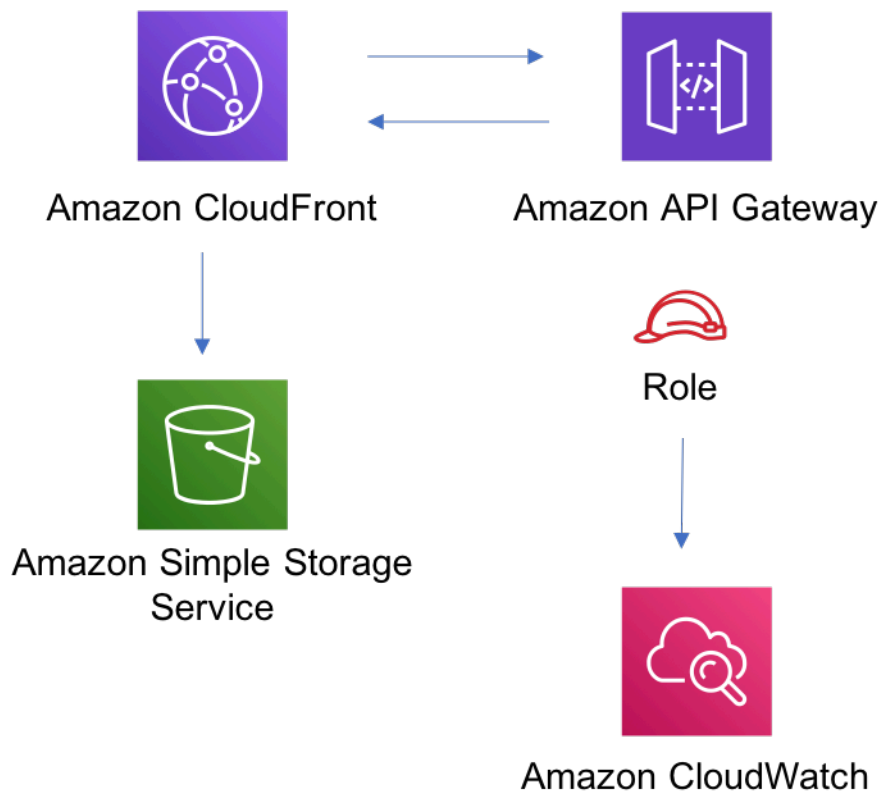 Amazon CloudFront
Amazon API Gateway
Role
Amazon Simple Storage
Service
Amazon CloudWatch